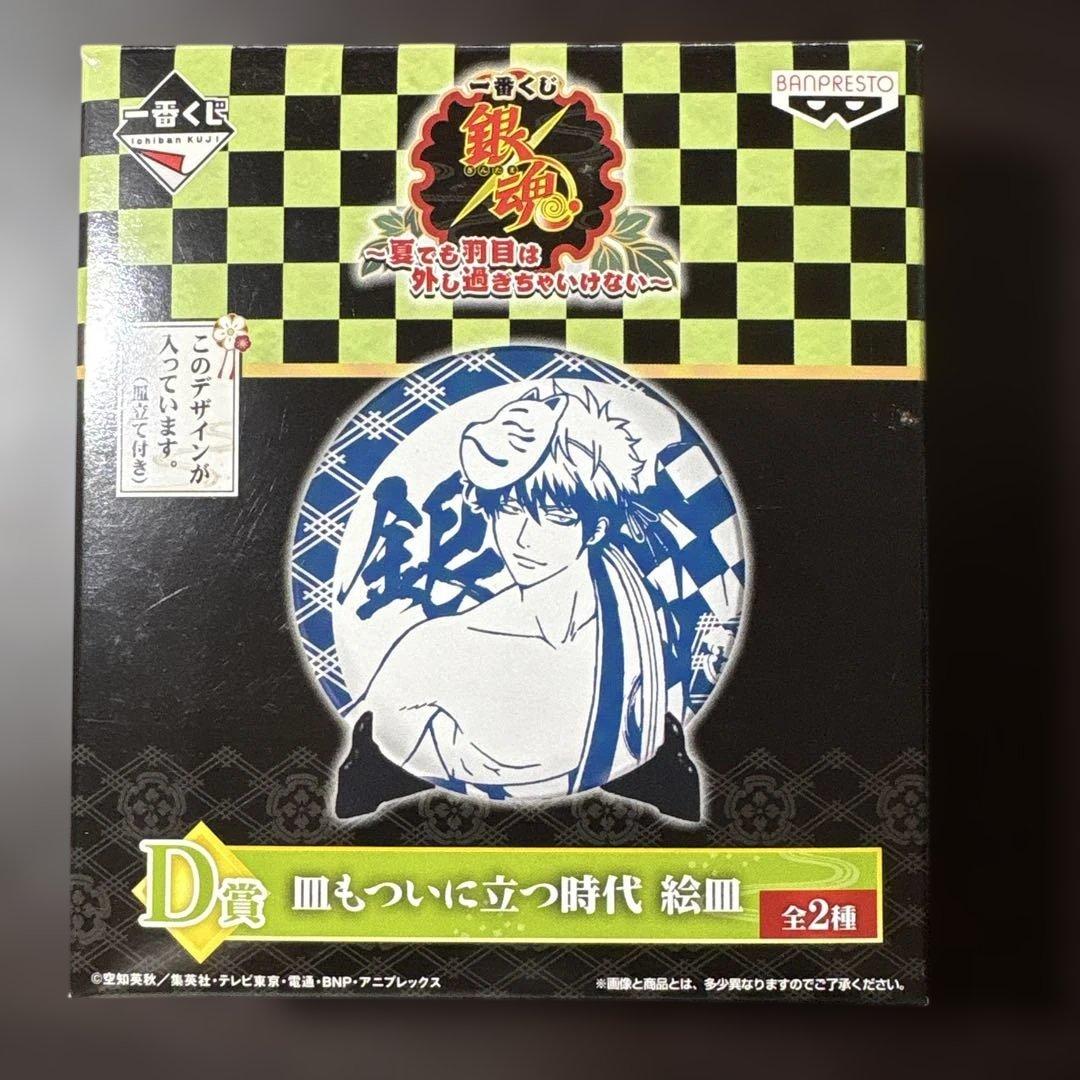 一番くじ
Ichiban KUJI
一番くじ
銀魂
ぎんたま
～夏でも羽目は
外し過ぎちゃいけない～
BANPRESTO
このデザインが
入っています。
(皿立て付き)
銀
D賞
皿もついに立つ時代 絵皿
全2種
©空知英秋／集英社・テレビ東京・電通・BNP・アニプレックス
※画像と商品とは、多少異なりますのでご了承ください。